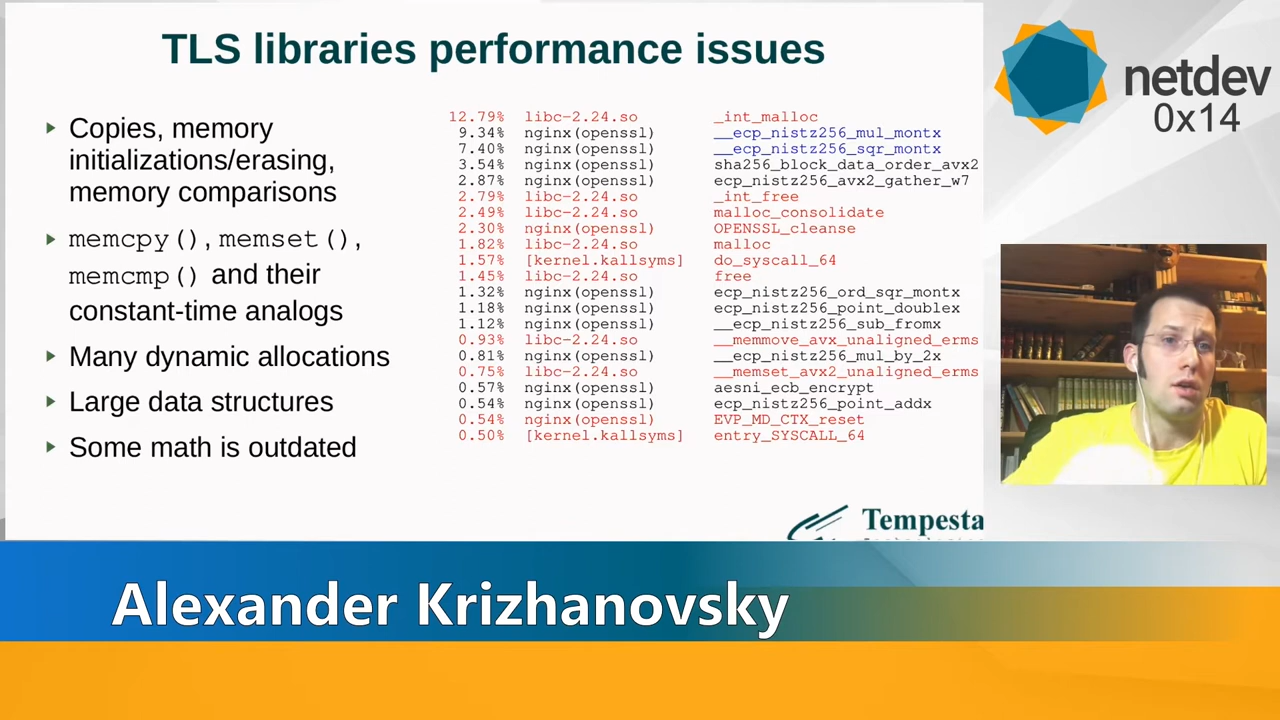 TLS libraries performance issues
Copies, memory
initializations/erasing,
memory comparisons
memcpy(), memset(),
memcmp() and their
constant-time analogs
Many dynamic allocations
Large data structures
Some math is outdated
12.79% libc-2.24.so _int_malloc
9.34% nginx(openssl) __ecp_nistz256_mul_montx
7.40% nginx(openssl) __ecp_nistz256_sqr_montx
3.54% nginx(openssl) sha256_block_data_order_avx2
2.87% nginx(openssl) ecp_nistz256_avx2_gather_w7
2.79% libc-2.24.so _int_free
2.49% libc-2.24.so malloc_consolidate
2.30% nginx(openssl) OPENSSL_cleanse
1.82% libc-2.24.so malloc
1.57% [kernel.kallsyms] do_syscall_64
1.45% libc-2.24.so free
1.32% nginx(openssl) ecp_nistz256_ord_sqr_montx
1.18% nginx(openssl) ecp_nistz256_point_doublex
1.12% nginx(openssl) __ecp_nistz256_sub_fromx
0.93% libc-2.24.so __memmove_avx_unaligned_erms
0.81% nginx(openssl) __ecp_nistz256_mul_by_2x
0.75% libc-2.24.so __memset_avx2_unaligned_erms
0.57% nginx(openssl) aesni_ecb_encrypt
0.54% nginx(openssl) ecp_nistz256_point_addx
0.54% nginx(openssl) EVP_MD_CTX_reset
0.50% [kernel.kallsyms] entry_SYSCALL_64
Tempesta
netdev
0x14
Alexander Krizhanovsky